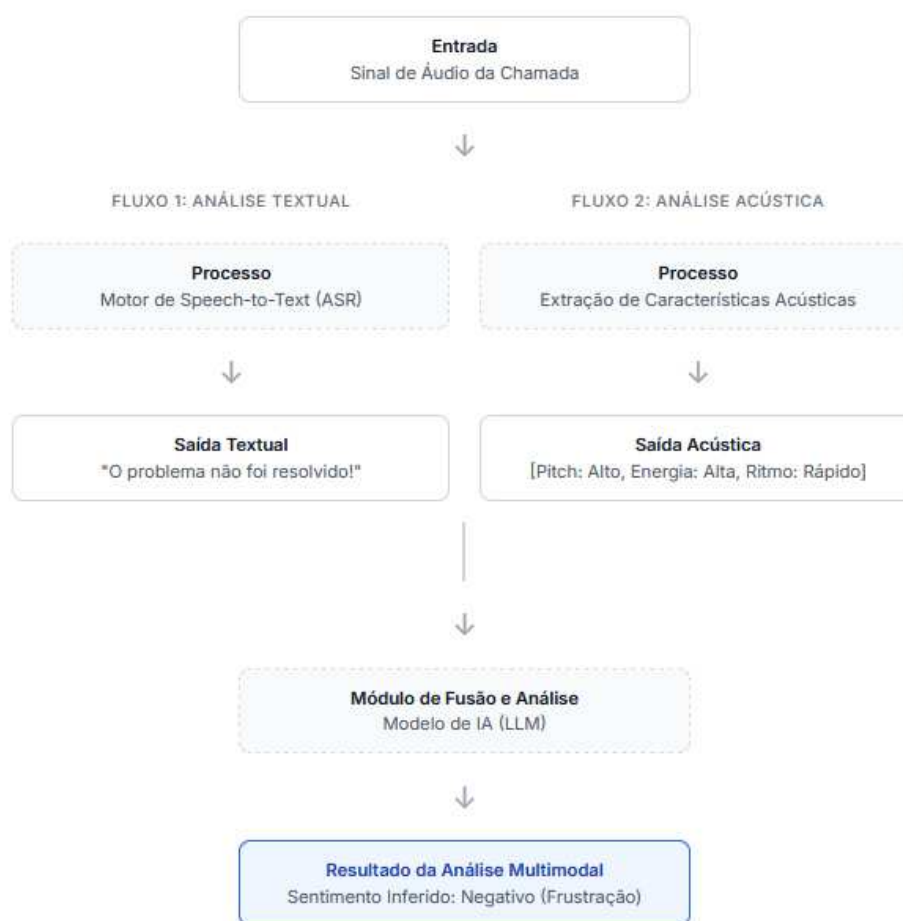 Entrada
Sinal de Áudio da Chamada
FLUXO 1: ANÁLISE TEXTUAL
FLUXO 2: ANÁLISE ACÚSTICA
Processo
Motor de Speech-to-Text (ASR)
Processo
Extração de Características Acústicas
Saída Textual
"O problema não foi resolvido!"
Saída Acústica
[Pitch: Alto, Energia: Alta, Ritmo: Rápido]
Módulo de Fusão e Análise
Modelo de IA (LLM)
Resultado da Análise Multimodal
Sentimento Inferido: Negativo (Frustração)